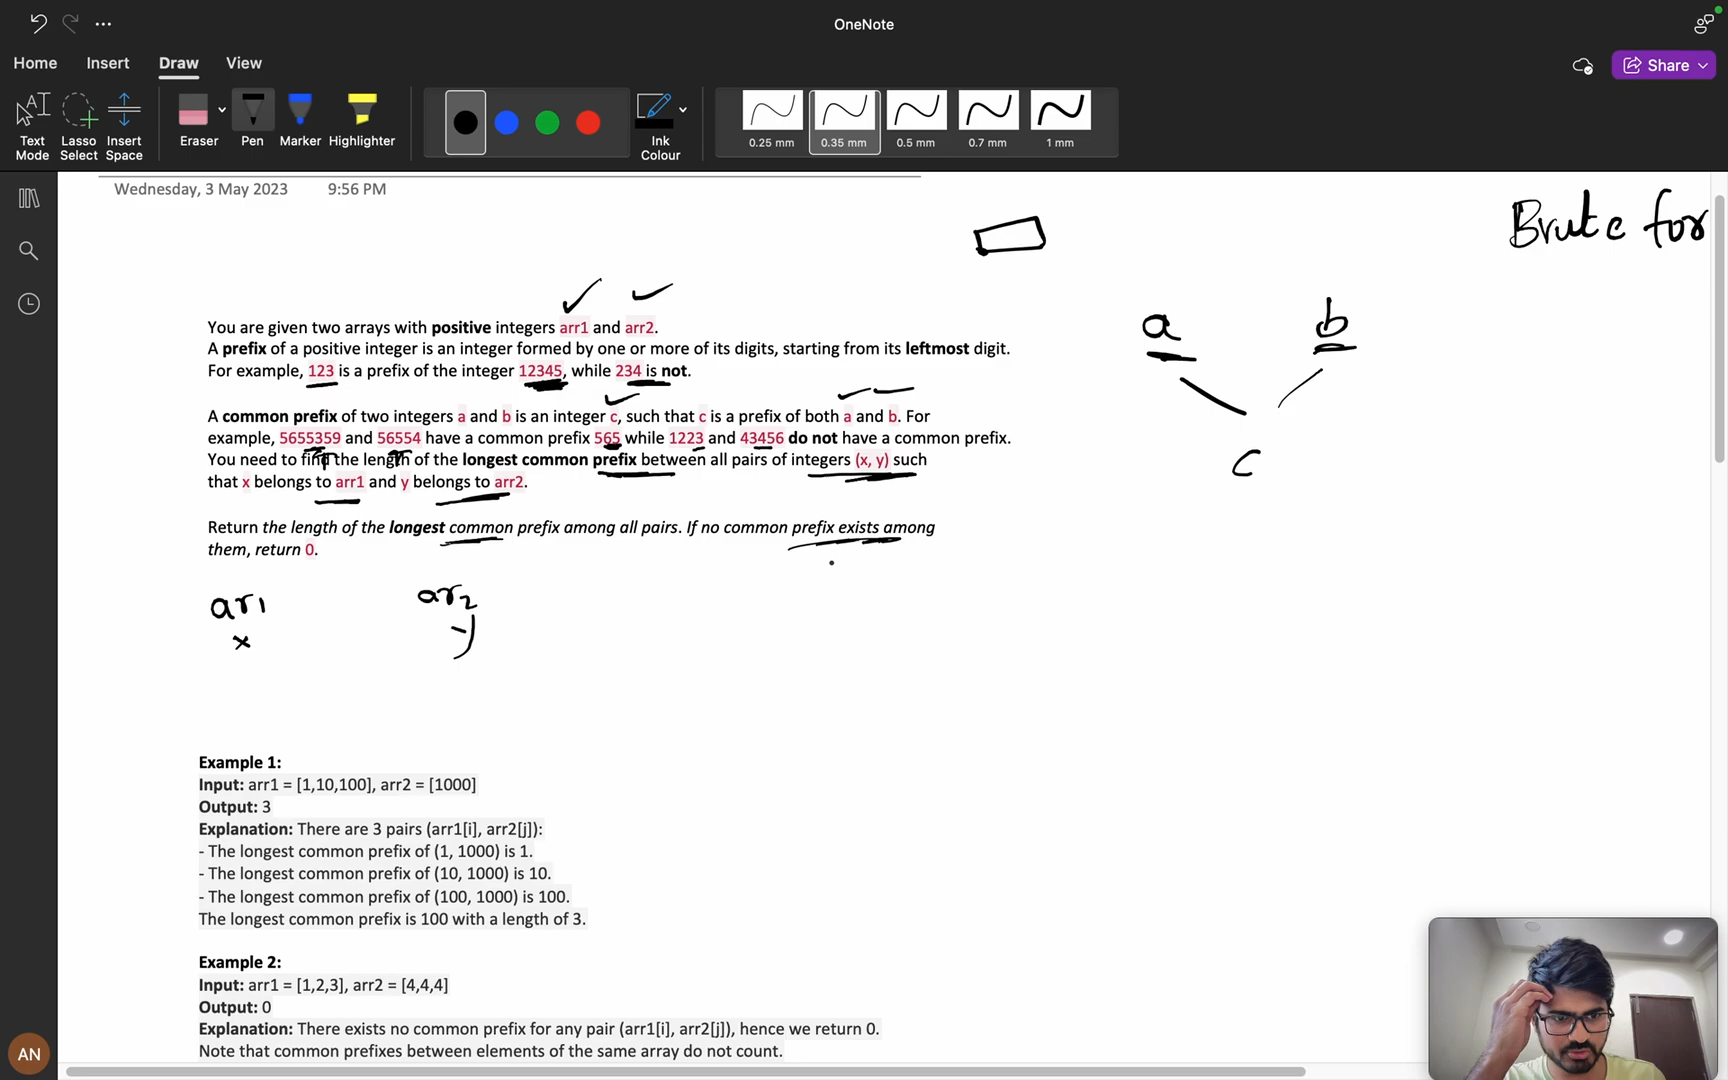 OneNote
Home Insert Draw View
Share
Text Mode
Lasso Select
Insert Space
Eraser
Pen
Marker
Highlighter
Ink Colour
0.25 mm
0.35 mm
0.5 mm
0.7 mm
1 mm
Wednesday, 3 May 2023 9:56 PM
Brute for
You are given two arrays with positive integers arr1 and arr2.
A prefix of a positive integer is an integer formed by one or more of its digits, starting from its leftmost digit.
For example, 123 is a prefix of the integer 12345, while 234 is not.
a b
c
A common prefix of two integers a and b is an integer c, such that c is a prefix of both a and b. For
example, 5655359 and 56554 have a common prefix 565 while 1223 and 43456 do not have a common prefix.
You need to find the length of the longest common prefix between all pairs of integers (x, y) such
that x belongs to arr1 and y belongs to arr2.
Return the length of the longest common prefix among all pairs. If no common prefix exists among
them, return 0.
ar1 ar2
x y
Example 1:
Input: arr1 = [1,10,100], arr2 = [1000]
Output: 3
Explanation: There are 3 pairs (arr1[i], arr2[j]):
- The longest common prefix of (1, 1000) is 1.
- The longest common prefix of (10, 1000) is 10.
- The longest common prefix of (100, 1000) is 100.
The longest common prefix is 100 with a length of 3.
Example 2:
Input: arr1 = [1,2,3], arr2 = [4,4,4]
Output: 0
Explanation: There exists no common prefix for any pair (arr1[i], arr2[j]), hence we return 0.
Note that common prefixes between elements of the same array do not count.
AN